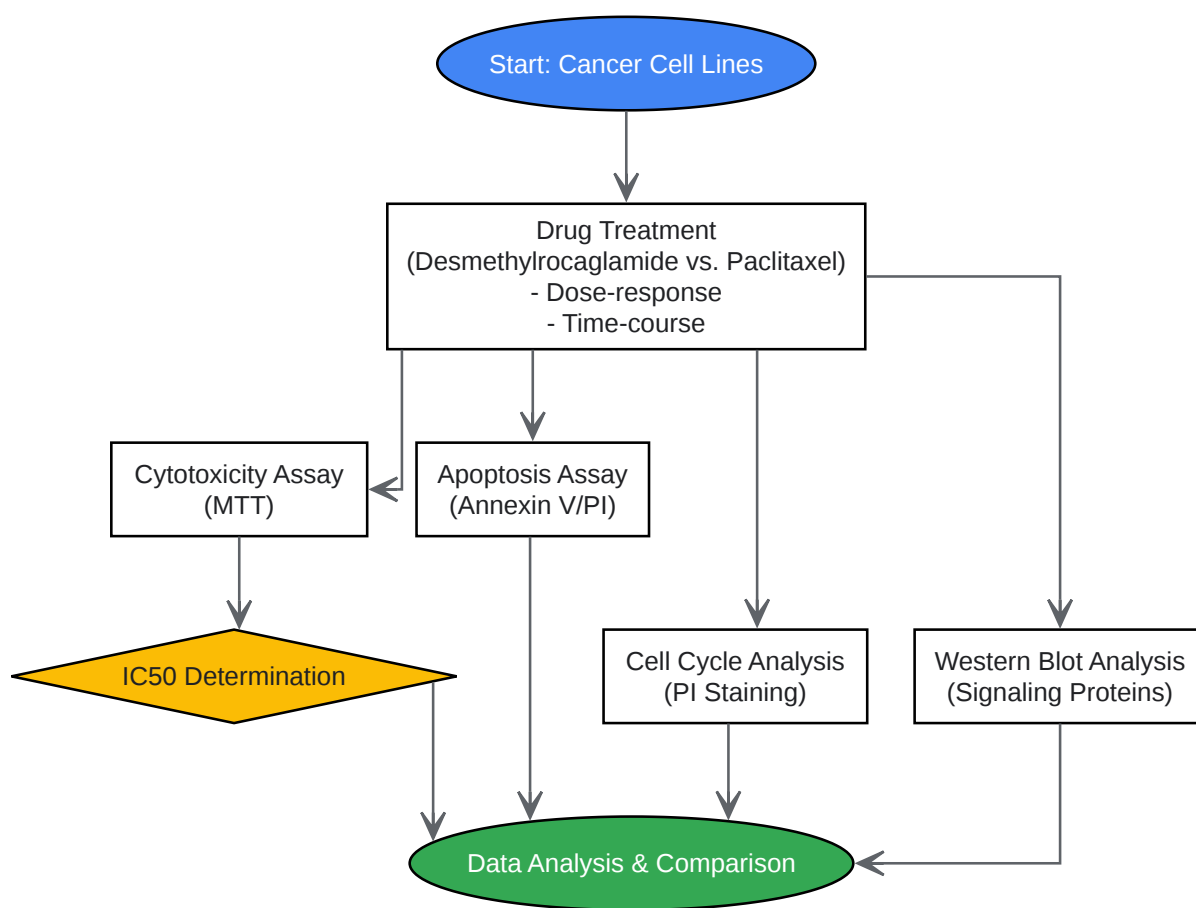 Start: Cancer Cell Lines
Drug Treatment
(Desmethylrocaglamide vs. Paclitaxel)
- Dose-response
- Time-course
Cytotoxicity Assay
(MTT)
Apoptosis Assay
(Annexin V/PI)
IC50 Determination
Cell Cycle Analysis
(PI Staining)
Western Blot Analysis
(Signaling Proteins)
Data Analysis & Comparison